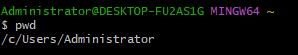 Administrator@DESKTOP-FU2AS1G MINGW64 ~
$ pwd
/c/Users/Administrator